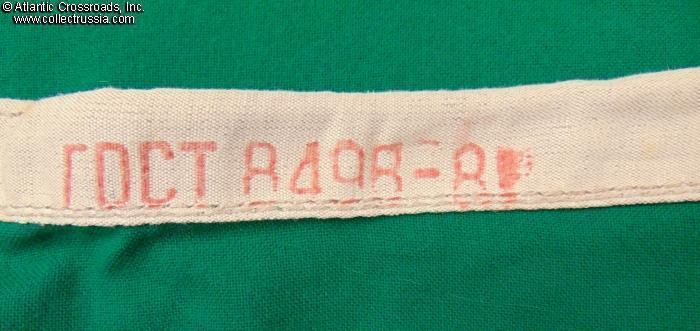 © Atlantic Crossroads, Inc.
www.collectrussia.com
ГОСТ 8498-8